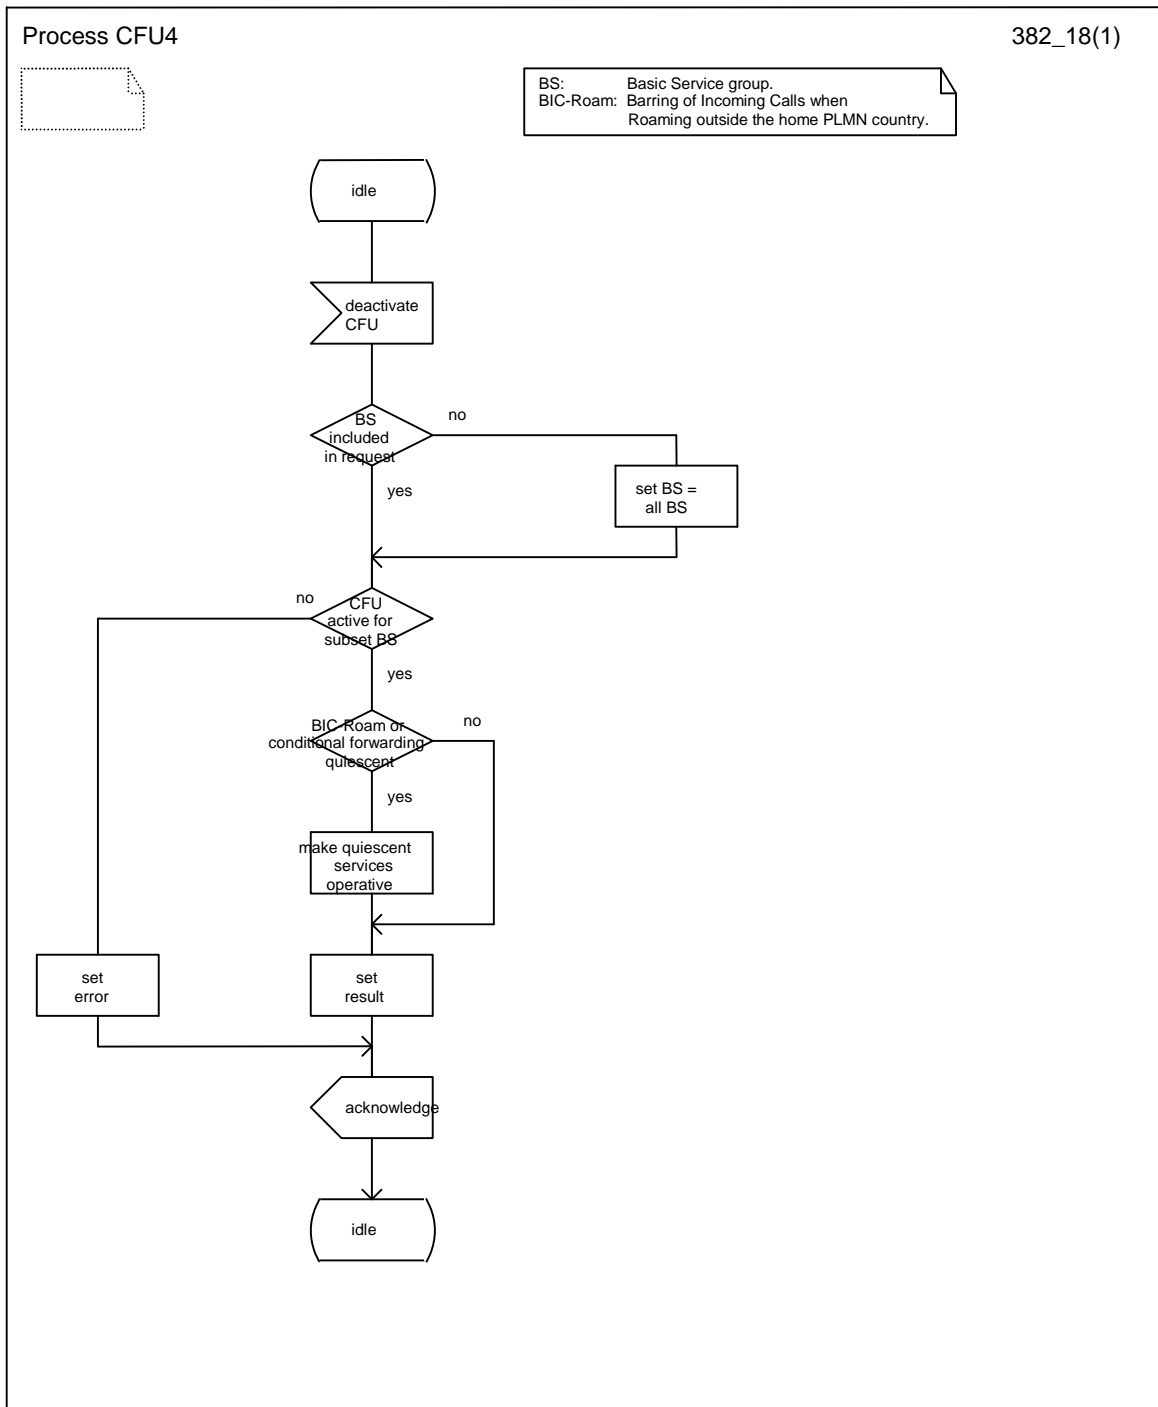 Process CFU4
382_18(1)
BS: Basic Service group.
BIC-Roam: Barring of Incoming Calls when
Roaming outside the home PLMN country.
idle
deactivate
CFU
BS
included
in request
no
yes
set BS =
all BS
no
CFU
active for
subset BS
yes
BIC-Roam or
conditional forwarding
quiescent
no
yes
make quiescent
services
operative
set
error
set
result
acknowledge
idle